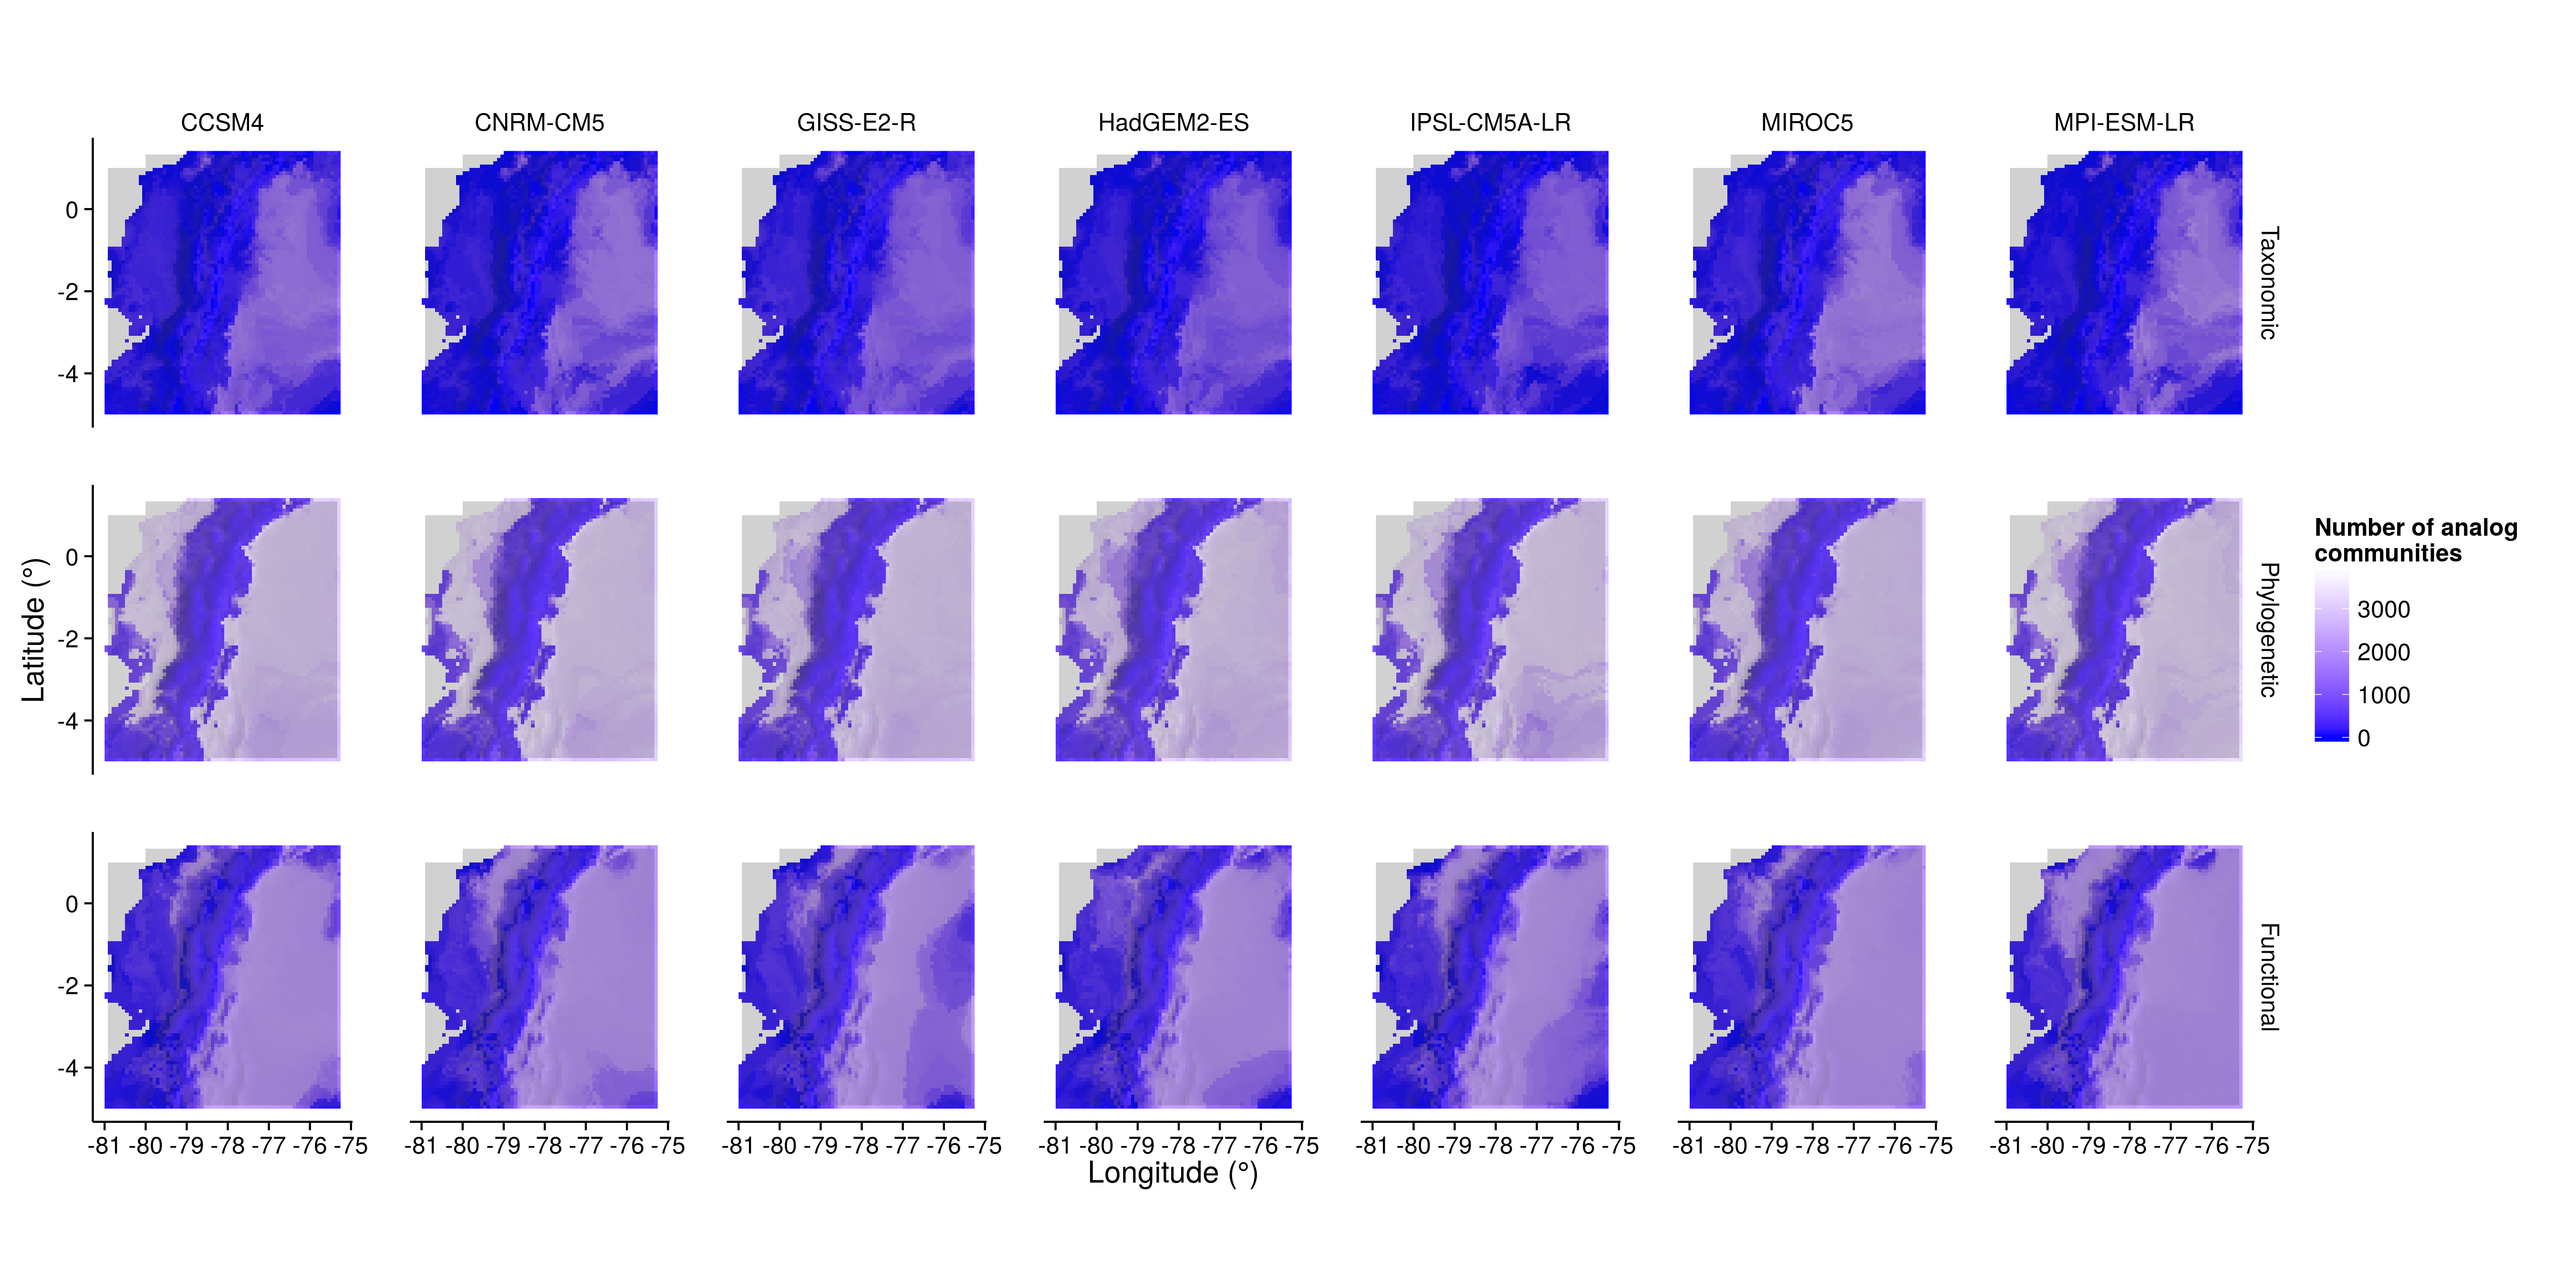 CCSM4 CNRM-CM5 GISS-E2-R HadGEM2-ES IPSL-CM5A-LR MIROC5 MPI-ESM-LR
0
-2
-4
Taxonomic
0
-2
-4
Phylogenetic
0
-2
-4
Functional
Latitude (°)
-81 -80 -79 -78 -77 -76 -75 -81 -80 -79 -78 -77 -76 -75 -81 -80 -79 -78 -77 -76 -75 -81 -80 -79 -78 -77 -76 -75 -81 -80 -79 -78 -77 -76 -75 -81 -80 -79 -78 -77 -76 -75 -81 -80 -79 -78 -77 -76 -75
Longitude (°)
Number of analog
communities
3000
2000
1000
0